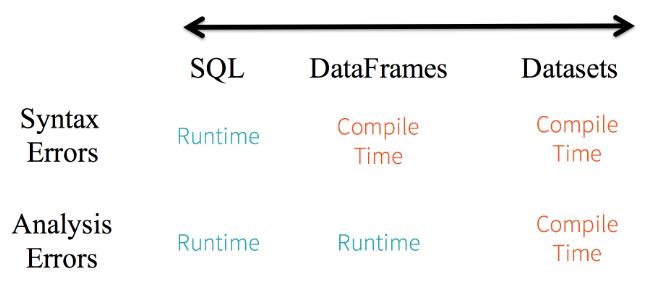 SQL DataFrames Datasets
Syntax
Errors
Runtime
Compile
Time
Compile
Time
Analysis
Errors
Runtime
Runtime
Compile
Time